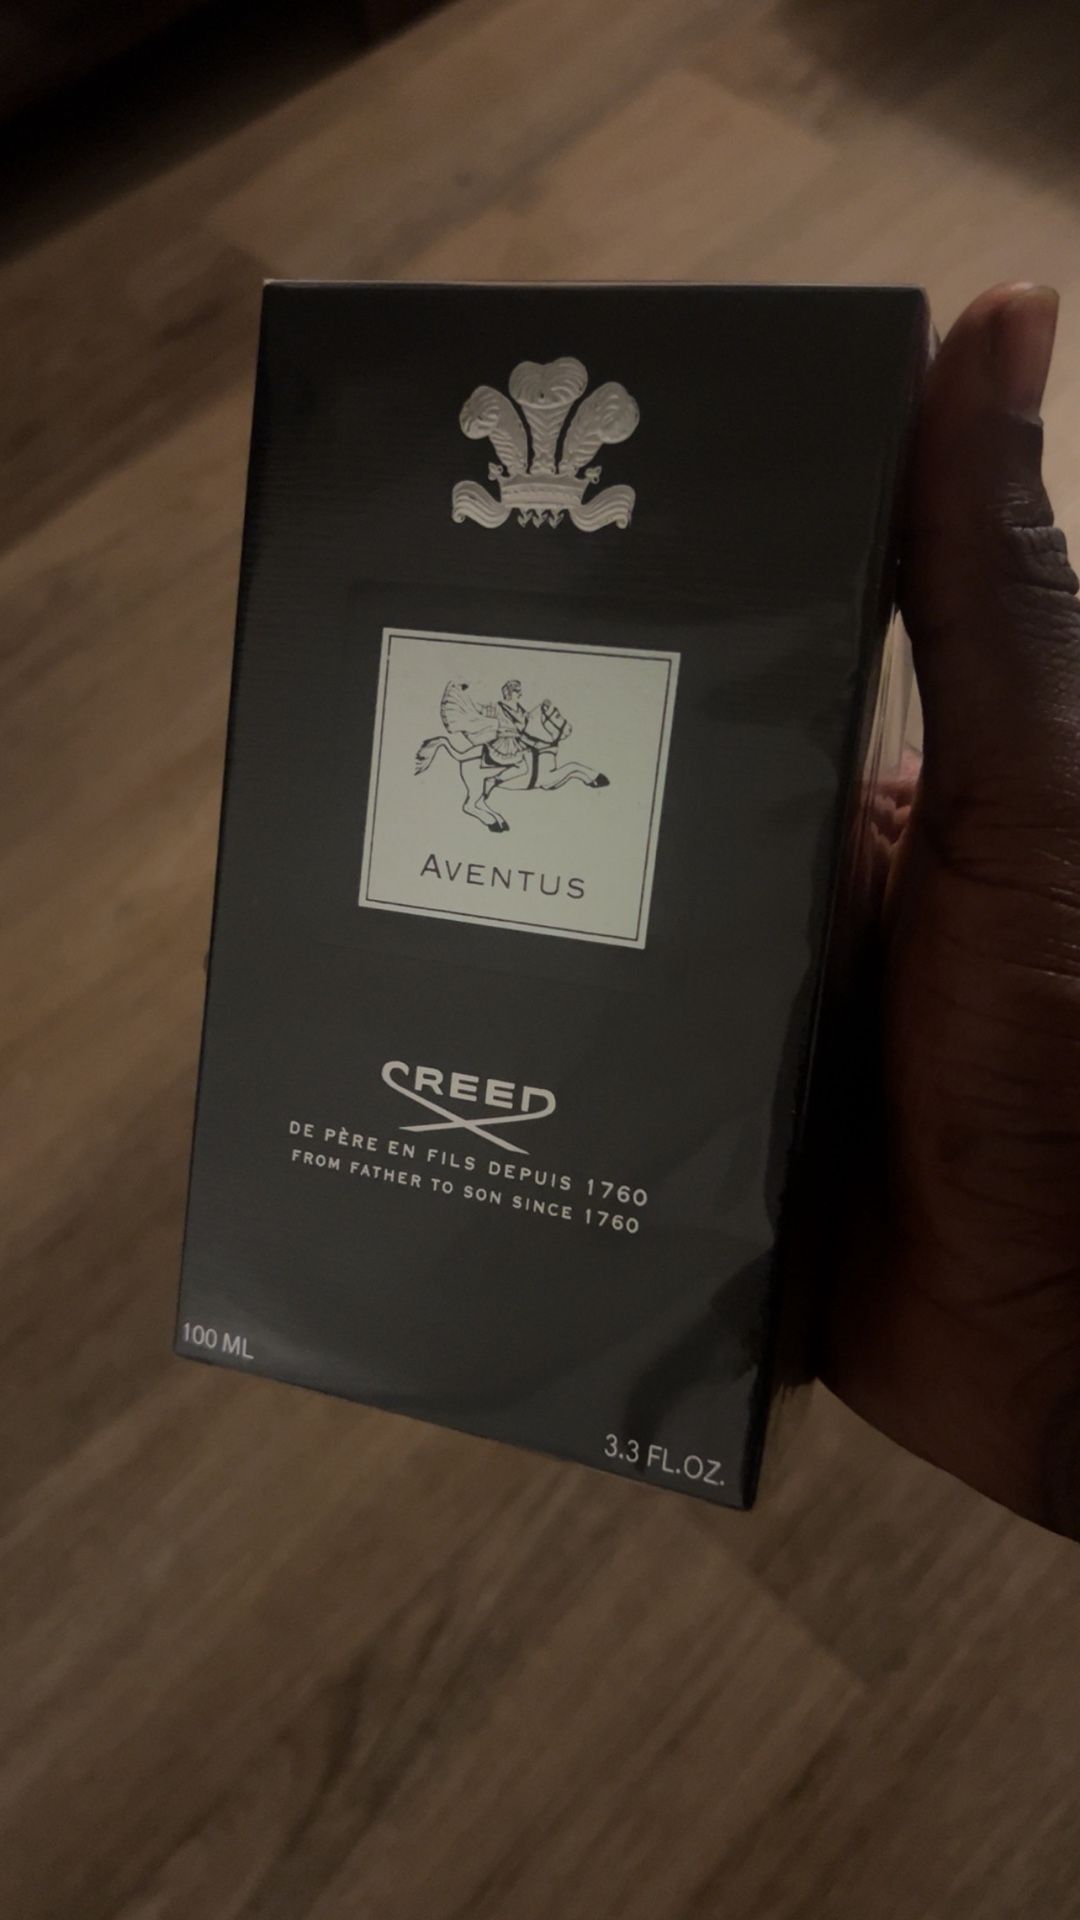 AVENTUS
CREED
DE PÈRE EN FILS DEPUIS 1760
FROM FATHER TO SON SINCE 1760
100 ML
3.3 FL.OZ.